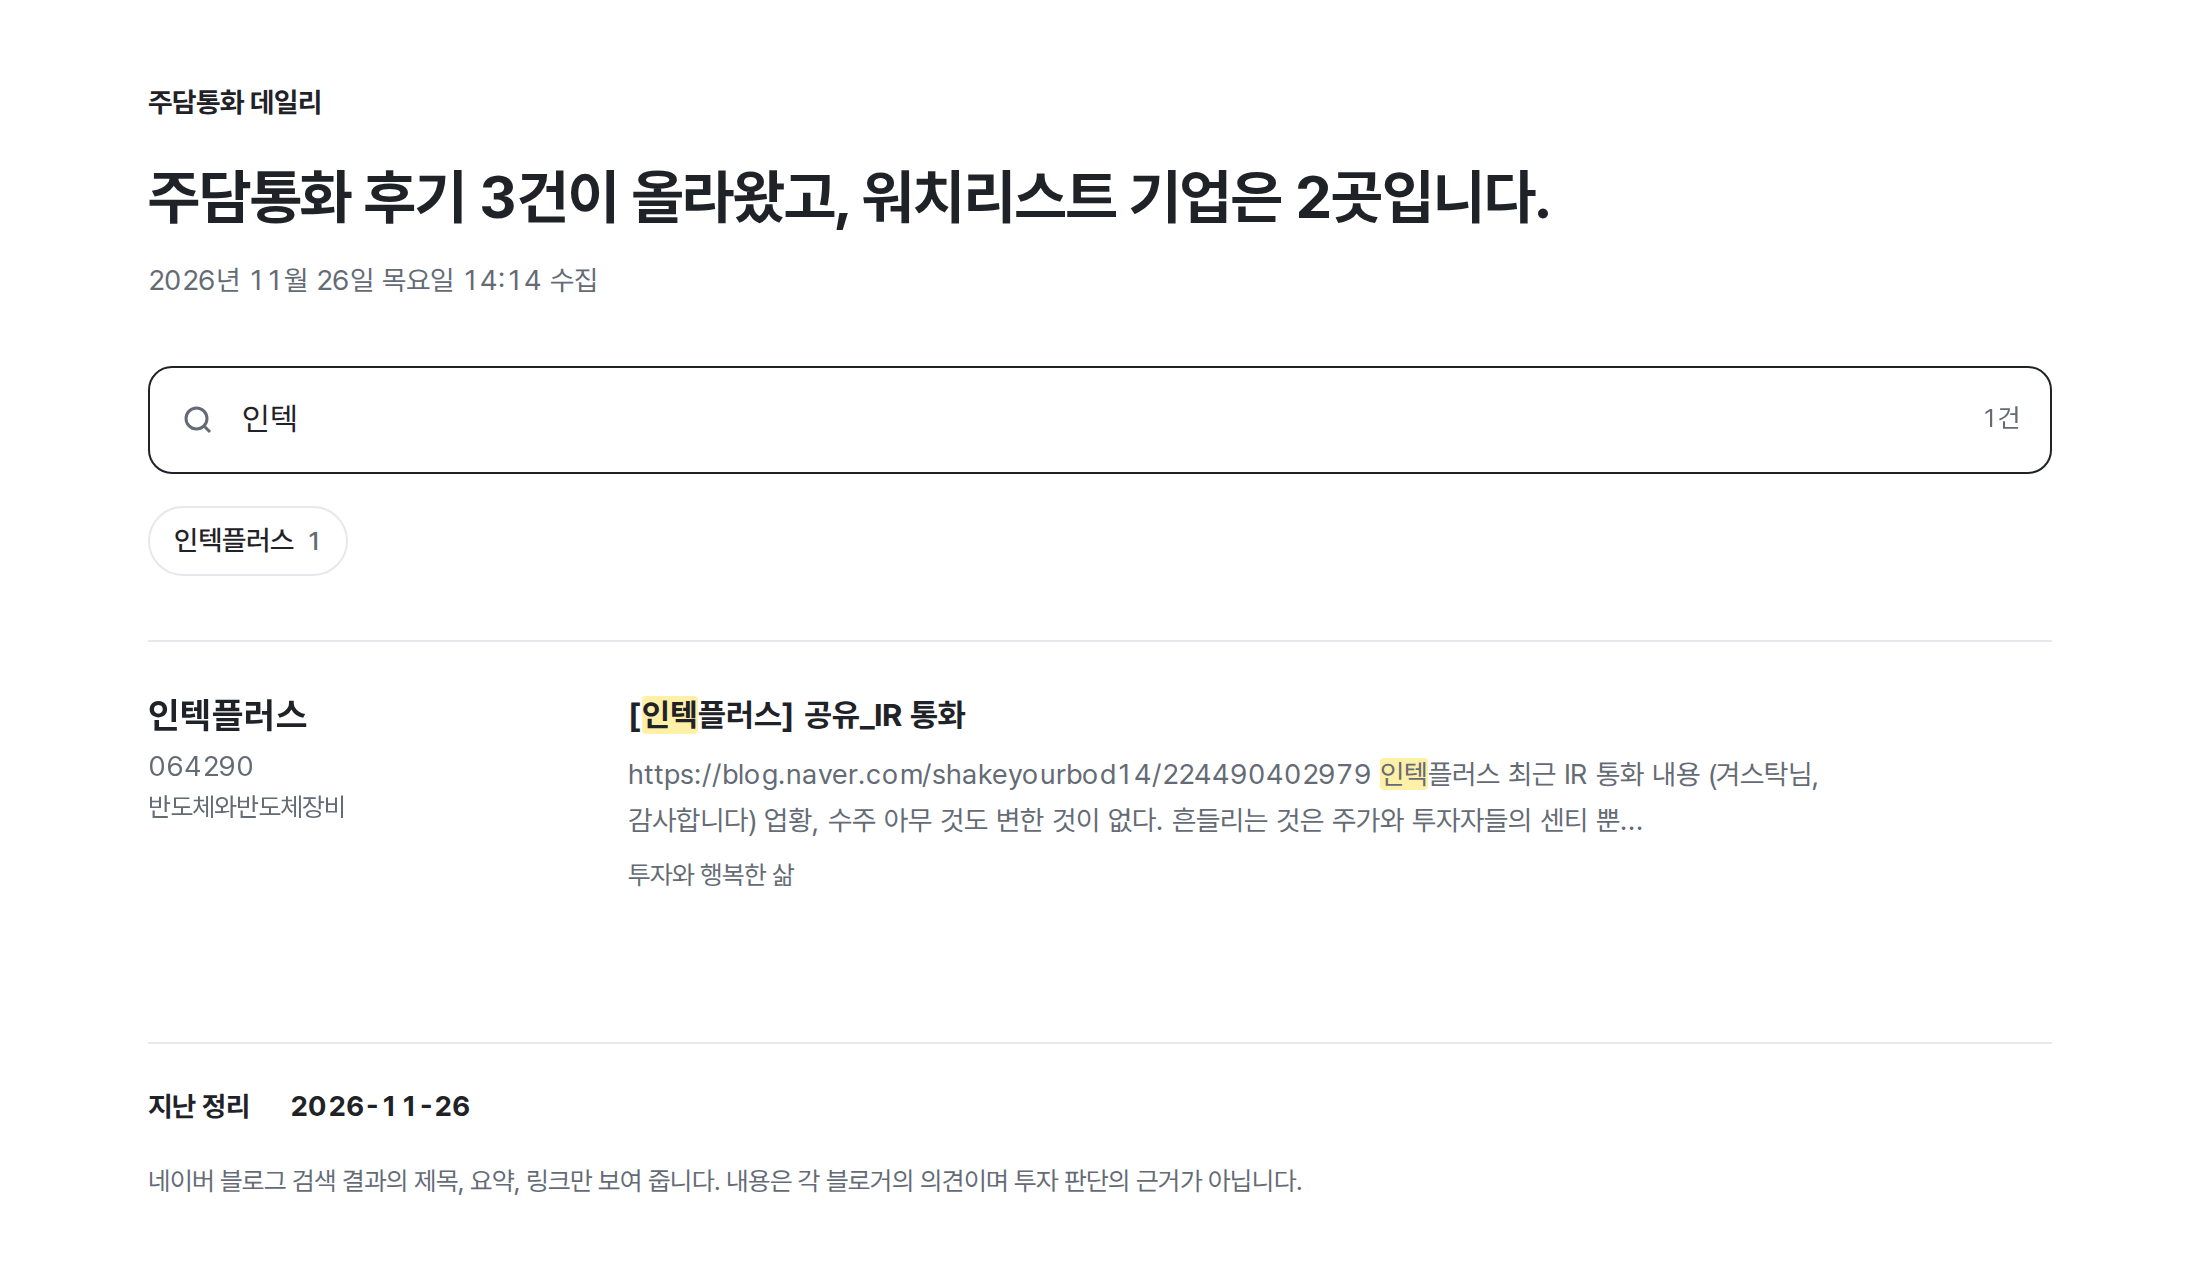 주담통화 데일리
주담통화 후기 3건이 올라왔고, 워치리스트 기업은 2곳입니다.
2026년 11월 26일 목요일 14:14 수집
인텍
1건
인텍플러스 1
인텍플러스
064290
반도체와반도체장비
[인텍플러스] 공유_IR 통화
https://blog.naver.com/shakeyourbod14/224490402979 인텍플러스 최근 IR 통화 내용 (겨스탁님,
감사합니다) 업황, 수주 아무 것도 변한 것이 없다. 흔들리는 것은 주가와 투자자들의 센티 뿐...
투자와 행복한 삶
지난 정리 2026-11-26
네이버 블로그 검색 결과의 제목, 요약, 링크만 보여 줍니다. 내용은 각 블로거의 의견이며 투자 판단의 근거가 아닙니다.